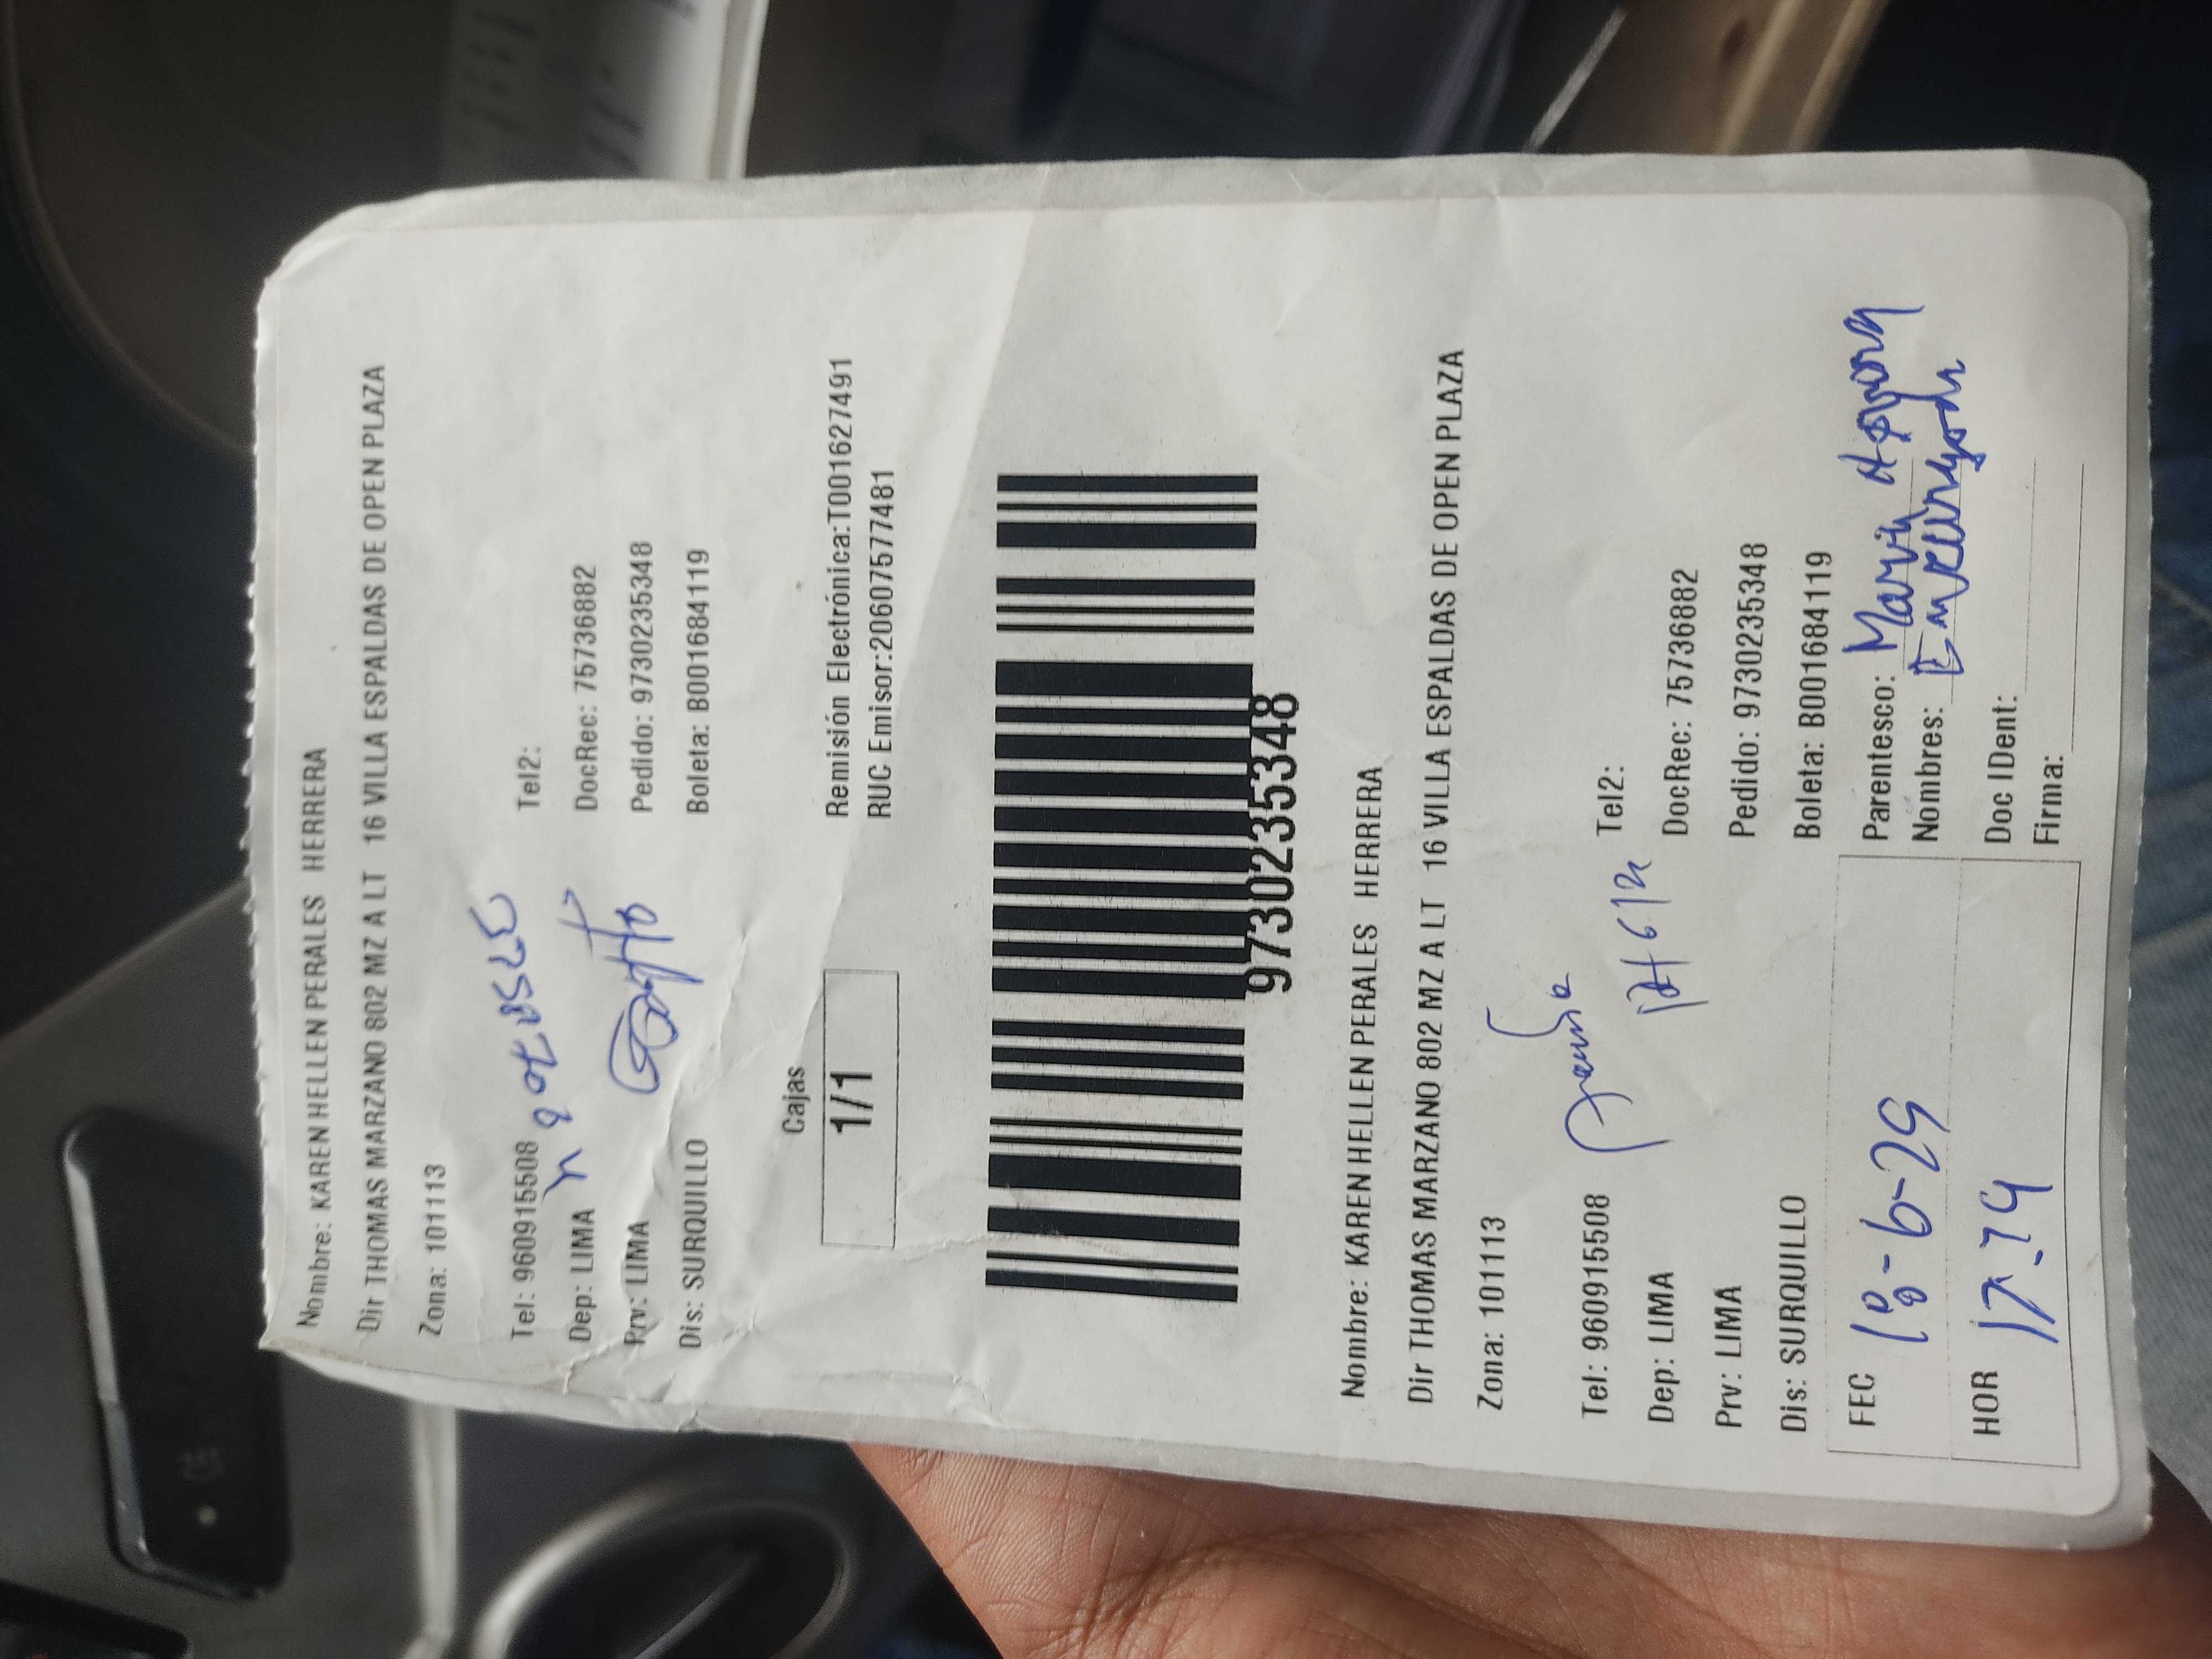 Nombre: KAREN HELLEN PERALES HERRERA
Dir THOMAS MARZANO 802 MZ A LT 16 VILLA ESPALDAS DE OPEN PLAZA
Zona: 101113
Tel: 960915508 Tel2:
Dep: LIMA DocRec: 75736882
Prv: LIMA Pedido: 9730235348
Dis: SURQUILLO Boleta: B001684119
Cajas
1/1
Remisión Electrónica:T001627491
RUC Emisor:20607577481
9730235348
Nombre: KAREN HELLEN PERALES HERRERA
Dir THOMAS MARZANO 802 MZ A LT 16 VILLA ESPALDAS DE OPEN PLAZA
Zona: 101113
Tel: 960915508 Tel2:
Dep: LIMA DocRec: 75736882
Prv: LIMA Pedido: 9730235348
Dis: SURQUILLO Boleta: B001684119
FEC Parentesco: Maria
Nombres:
HOR Doc IDent:
Firma: